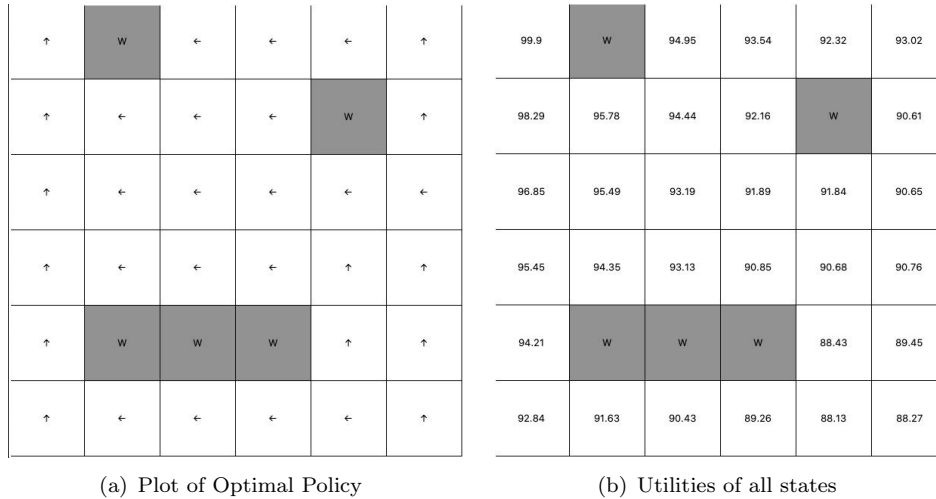 ↑ W ← ← ← ↑
↑ ← ← ← W ↑
↑ ← ← ← ← ←
↑ ← ← ← ↑ ↑
↑ W W W ↑ ↑
↑ ← ← ← ← ↑
(a) Plot of Optimal Policy
99.9 W 94.95 93.54 92.32 93.02
98.29 95.78 94.44 92.16 W 90.61
96.85 95.49 93.19 91.89 91.84 90.65
95.45 94.35 93.13 90.85 90.68 90.76
94.21 W W W 88.43 89.45
92.84 91.63 90.43 89.26 88.13 88.27
(b) Utilities of all states